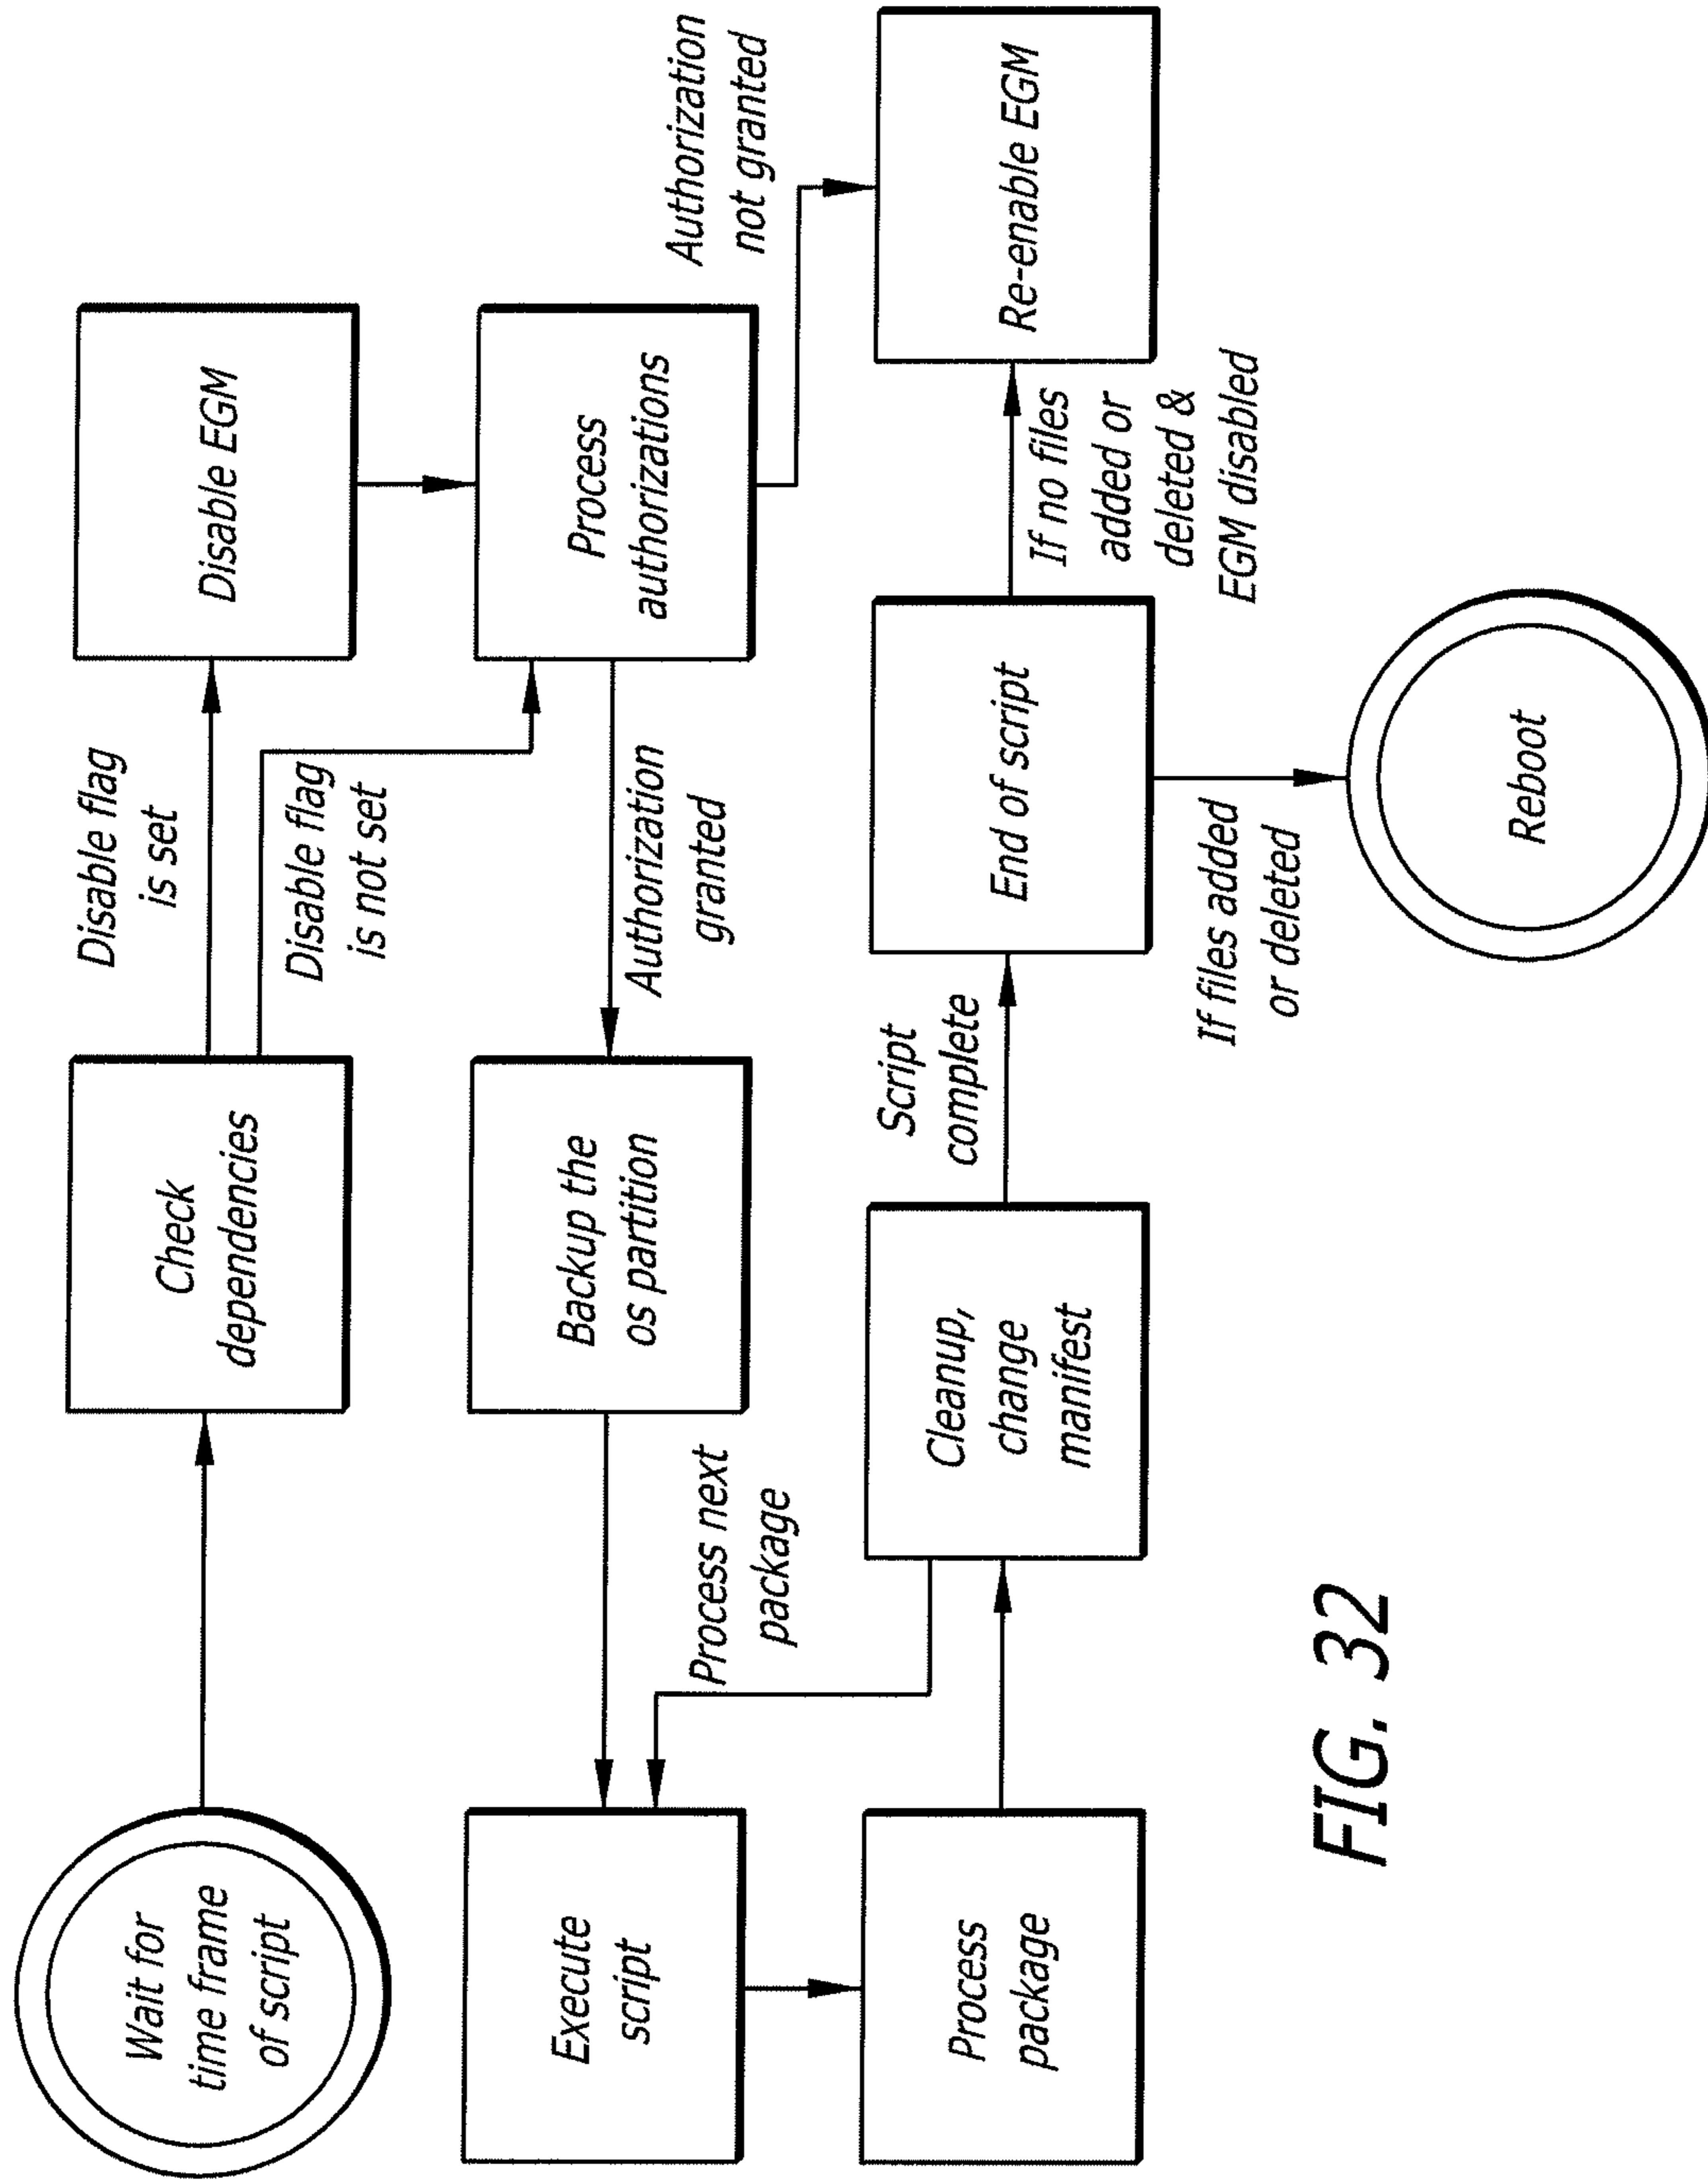 Wait for
time frame
of script
Check
dependencies
Disable flag
is set
Disable flag
is not set
Disable EGM
Execute
script
Backup the
os partition
Authorization
granted
Process
authorizations
Process next
package
Authorization
not granted
Process
package
Cleanup,
change
manifest
Script
complete
End of script
If no files
added or
deleted &
EGM disabled
Re-enable EGM
If files added
or deleted
Reboot
FIG. 32